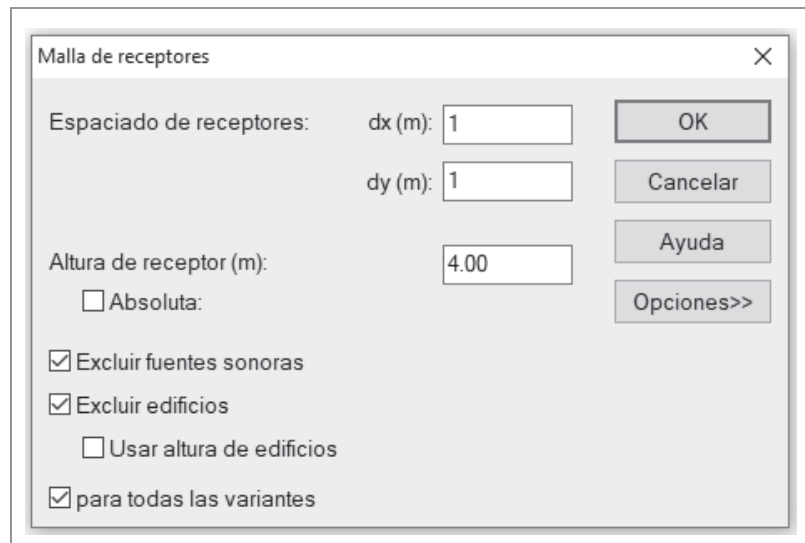 Malla de receptores
Espaciado de receptores: dx (m): 1 OK
dy (m): 1 Cancelar
Ayuda
Altura de receptor (m): 4.00
Absoluta: Opciones>>
Excluir fuentes sonoras
Excluir edificios
Usar altura de edificios
para todas las variantes